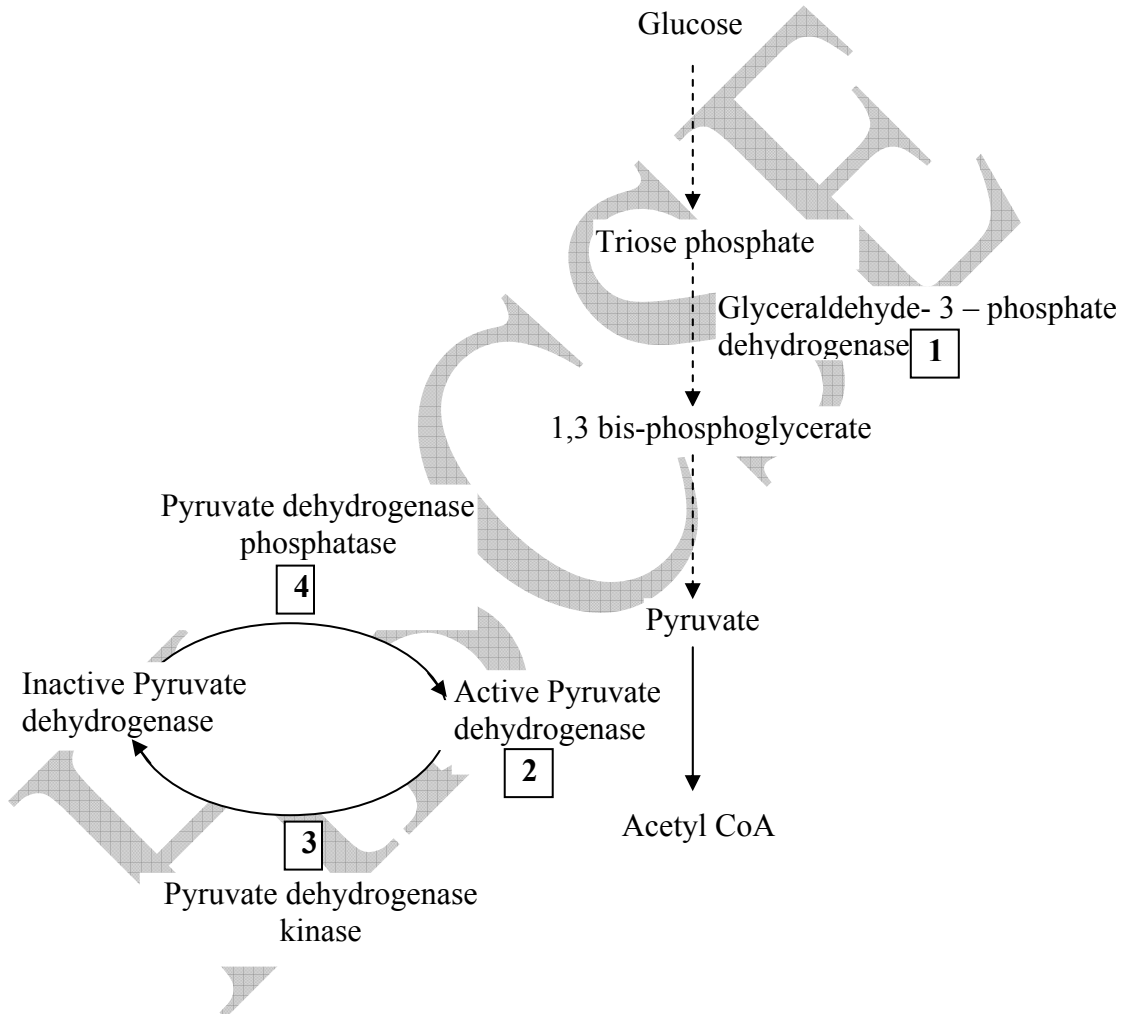 Glucose
Triose phosphate
Glyceraldehyde- 3 – phosphate
dehydrogenase 1
1,3 bis-phosphoglycerate
Pyruvate dehydrogenase
phosphatase
4
Pyruvate
Inactive Pyruvate
dehydrogenase
Active Pyruvate
dehydrogenase
2
Acetyl CoA
3
Pyruvate dehydrogenase
kinase